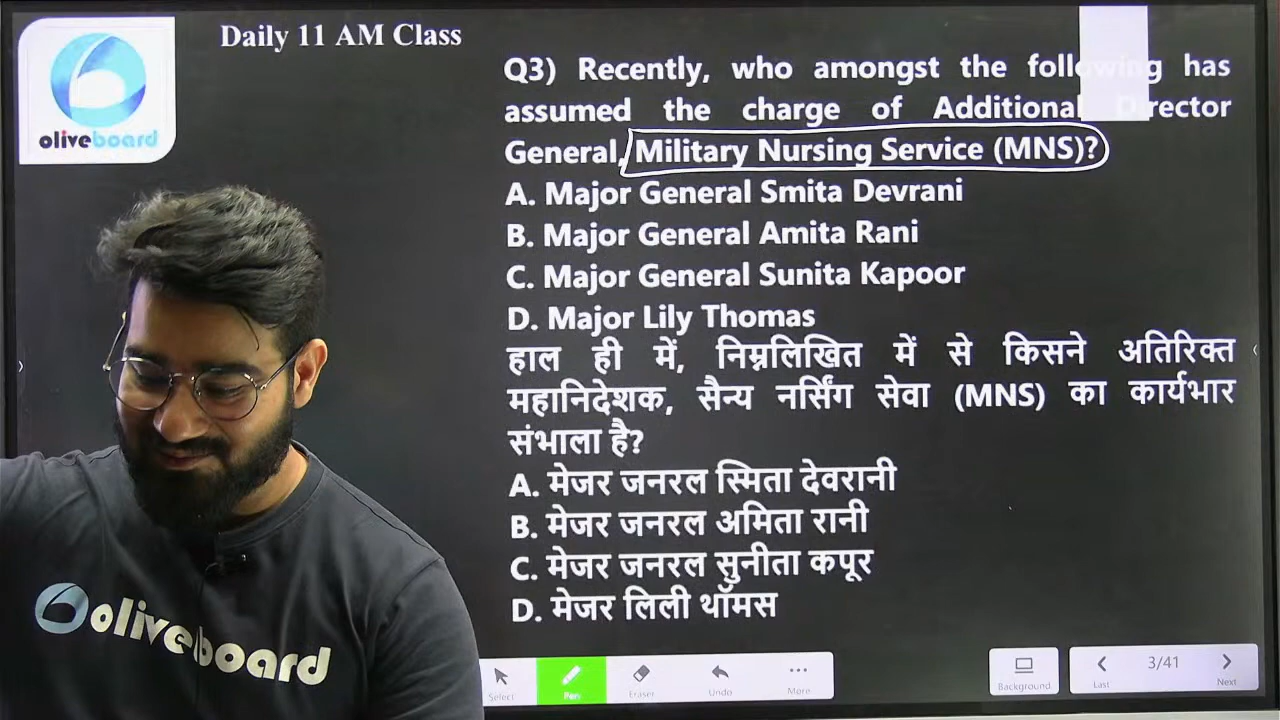 Daily 11 AM Class
oliveboard
Q3) Recently, who amongst the following has
assumed the charge of Additional Director
General, Military Nursing Service (MNS)?
A. Major General Smita Devrani
B. Major General Amita Rani
C. Major General Sunita Kapoor
D. Major Lily Thomas
हाल ही में, निम्नलिखित में से किसने अतिरिक्त
महानिदेशक, सैन्य नर्सिंग सेवा (MNS) का कार्यभार
संभाला है?
A. मेजर जनरल स्मिता देवरानी
B. मेजर जनरल अमिता रानी
C. मेजर जनरल सुनीता कपूर
D. मेजर लिली थॉमस
oliveboard
Select Pen Eraser Undo More Background Last 3/41 Next